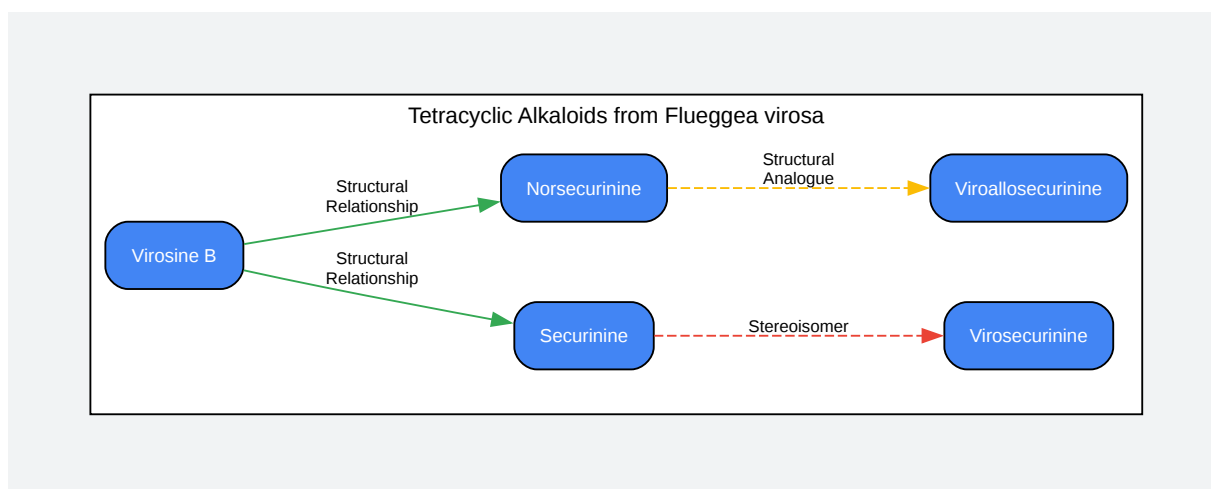 Tetracyclic Alkaloids from Flueggea virosa
Structural
Analogue
Structural
Relationship
Norsecurinine
Viroallosecurinine
Virosine B
Structural
Relationship
Securinine
Stereoisomer
Virosecurinine